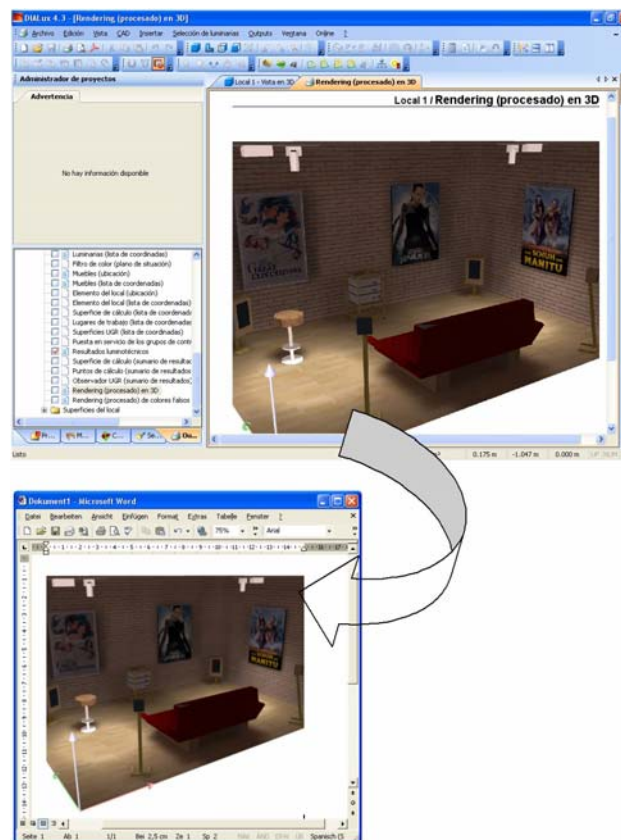 DIALux 4.3 - [Rendering (procesado) en 3D]
Archivo Edición Vista CAD Insertar Selección de luminarias Outputs Ventana Online ?
Administrador de proyectos
Local 1 - Vista en 3D Rendering (procesado) en 3D
Advertencia
Local 1 / Rendering (procesado) en 3D
No hay información disponible
Luminarias (lista de coordinadas)
Filtro de color (plano de situación)
Muebles (ubicación)
Muebles (lista de coordenadas)
Elemento del local (ubicación)
Elemento del local (lista de coordenadas)
Superficie de cálculo (lista de coordenadas)
Lugares de trabajo (lista de coordenadas
Superficies UGR (lista de coordinadas)
Puesta en servicio de los grupos de contr
Resultados luminotécnicos
Superficie de cálculo (sumario de resultac
Puntos de cálculo (sumario de resultados
Observador UGR (sumario de resultados)
Rendering (procesado) en 3D
Rendering (procesado) de colores falsos
Superficies del local
Pr... M... C... Se... Do...
Listo 0.175 m -1.047 m 0.000 m
MANITU
Dokument1 - Microsoft Word
Datei Bearbeiten Ansicht Einfügen Format Extras Tabelle Fenster ?
75% Arial
MANITU
Seite 1 Ab 1 1/1 Bei 2,5 cm Ze 1 Sp 2 Spanisch (S